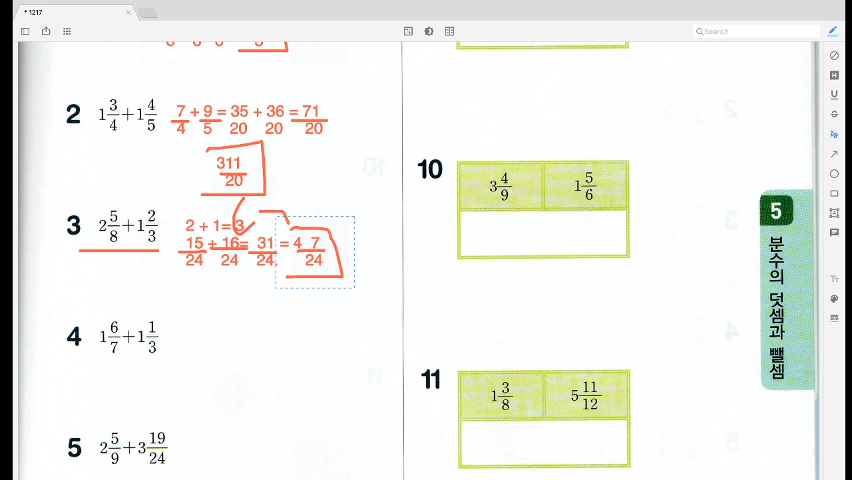 1217
Search
2 1 3/4 + 1 4/5 7/4 + 9/5 = 35/20 + 36/20 = 71/20
3 11/20
3 2 5/8 + 1 2/3 2 + 1 = 3
15/24 + 16/24 = 31/24 = 4 7/24
4 1 6/7 + 1 1/3
5 2 5/9 + 3 19/24
10 3 4/9 1 5/6
11 1 3/8 5 11/12
5
분수의 덧셈과 뺄셈